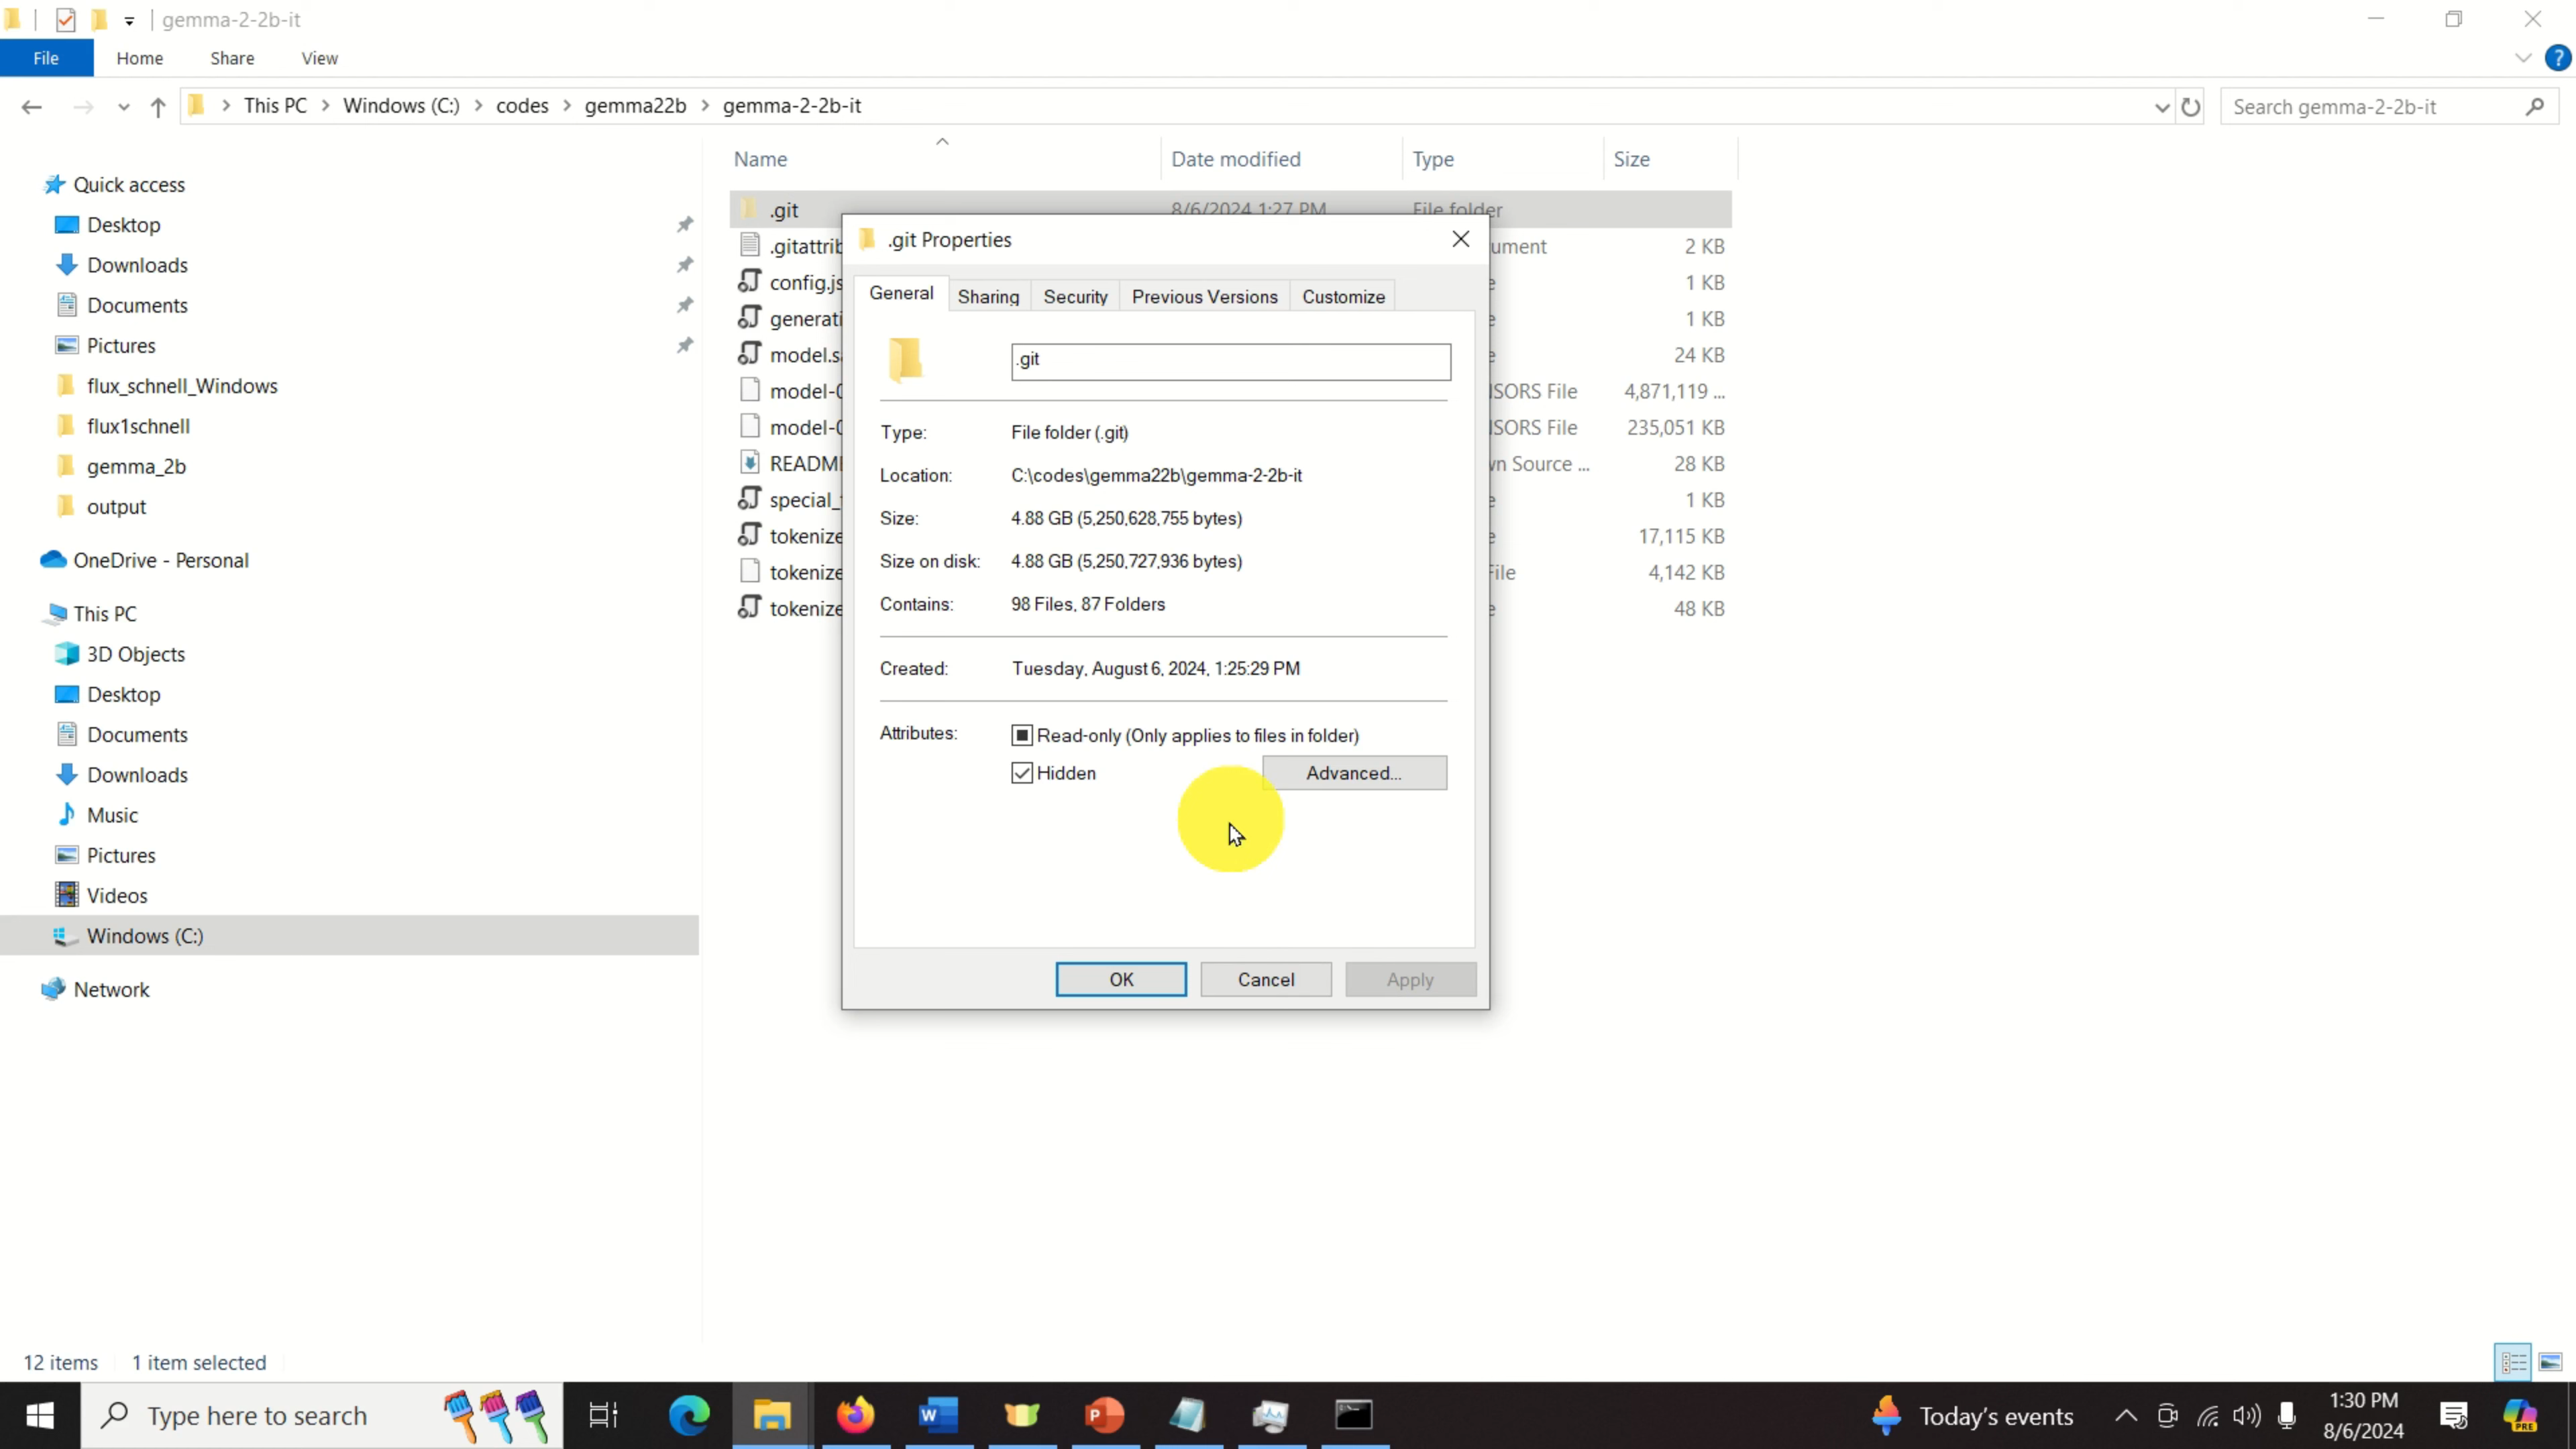 gemma-2-2b-it
File Home Share View
This PC Windows (C:) codes gemma22b gemma-2-2b-it
Search gemma-2-2b-it
Name Date modified Type Size
Quick access
Desktop
Downloads
Documents
Pictures
flux_schnell_Windows
flux1schnell
gemma_2b
output
OneDrive - Personal
This PC
3D Objects
Desktop
Documents
Downloads
Music
Pictures
Videos
Windows (C:)
Network
.git 8/6/2024 1:27 PM File folder
.gitattrib ument 2 KB
config.js e 1 KB
generati e 1 KB
model.sa e 24 KB
model-0 SORS File 4,871,119 ...
model-0 SORS File 235,051 KB
README wn Source ... 28 KB
special_ e 1 KB
tokenize e 17,115 KB
tokenize File 4,142 KB
tokenize e 48 KB
.git Properties
General Sharing Security Previous Versions Customize
.git
Type: File folder (.git)
Location: C:\codes\gemma22b\gemma-2-2b-it
Size: 4.88 GB (5,250,628,755 bytes)
Size on disk: 4.88 GB (5,250,727,936 bytes)
Contains: 98 Files, 87 Folders
Created: Tuesday, August 6, 2024, 1:25:29 PM
Attributes: Read-only (Only applies to files in folder)
Hidden Advanced...
OK Cancel Apply
12 items 1 item selected
Type here to search
Today's events
1:30 PM
8/6/2024
PRE